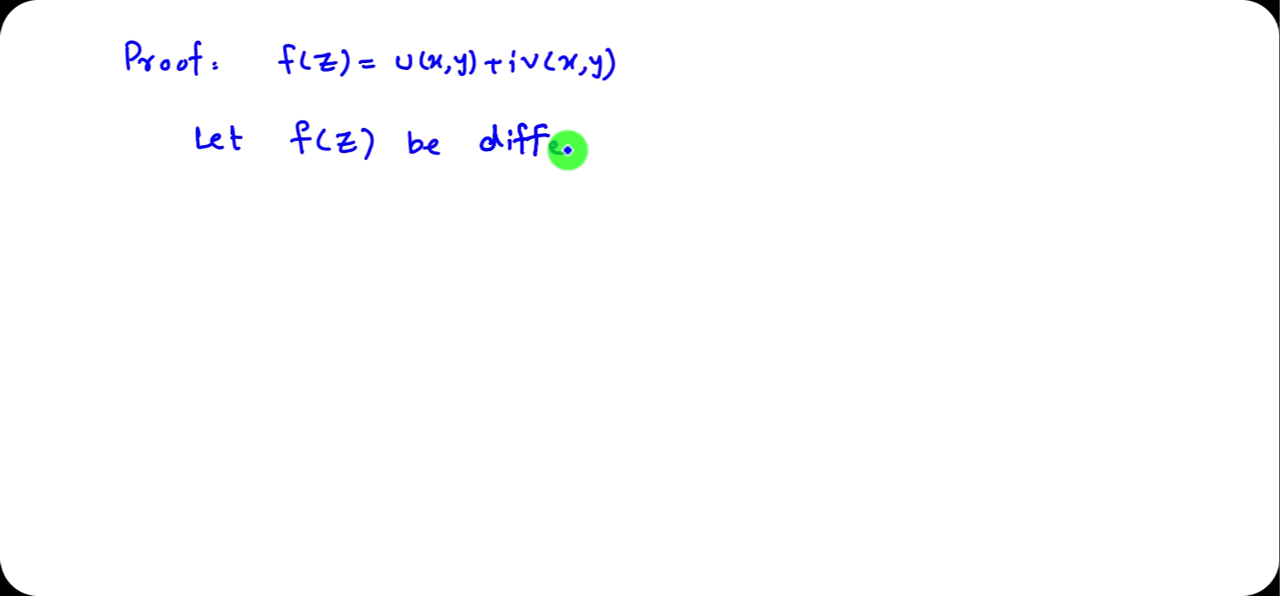 Proof: f(z) = u(x,y) + iv(x,y)
Let f(z) be diffe